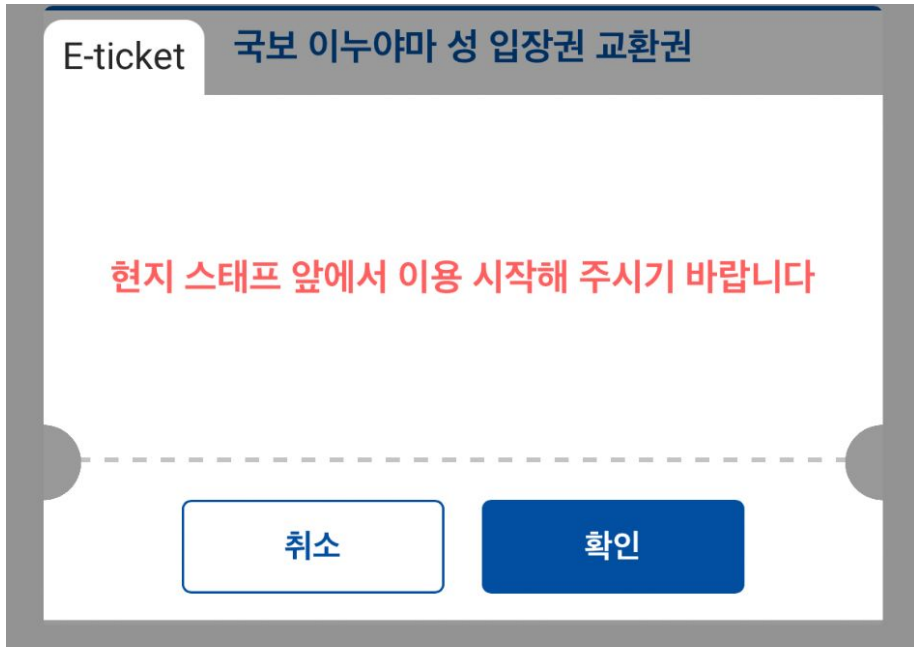 E-ticket 국보 이누야마 성 입장권 교환권
현지 스태프 앞에서 이용 시작해 주시기 바랍니다
취소 확인